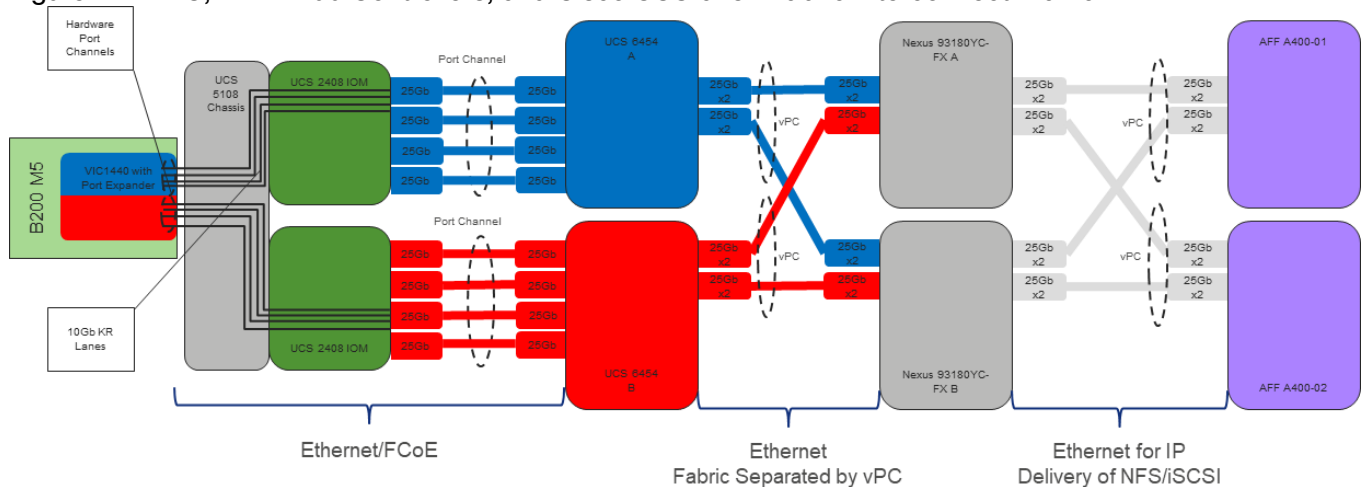 Hardware
Port
Channels
UCS
5108
Chassis
UCS 2408 IOM
Port Channel
25Gb
25Gb
25Gb
25Gb
25Gb
25Gb
25Gb
25Gb
UCS 6454
A
25Gb
x2
25Gb
x2
vPC
25Gb
x2
25Gb
x2
Nexus 93180YC-
FX A
25Gb
x2
25Gb
x2
vPC
25Gb
x2
25Gb
x2
AFF A400-01
B200 M5
VIC1440 with
Port Expander
Port Channel
25Gb
25Gb
25Gb
25Gb
25Gb
25Gb
25Gb
25Gb
25Gb
x2
25Gb
x2
vPC
25Gb
x2
25Gb
x2
25Gb
x2
25Gb
x2
vPC
25Gb
x2
25Gb
x2
10Gb KR
Lanes
UCS 2408 IOM
UCS 6454
B
Nexus 93180YC-
FX B
AFF A400-02
Ethernet/FCoE
Ethernet
Fabric Separated by vPC
Ethernet for IP
Delivery of NFS/iSCSI